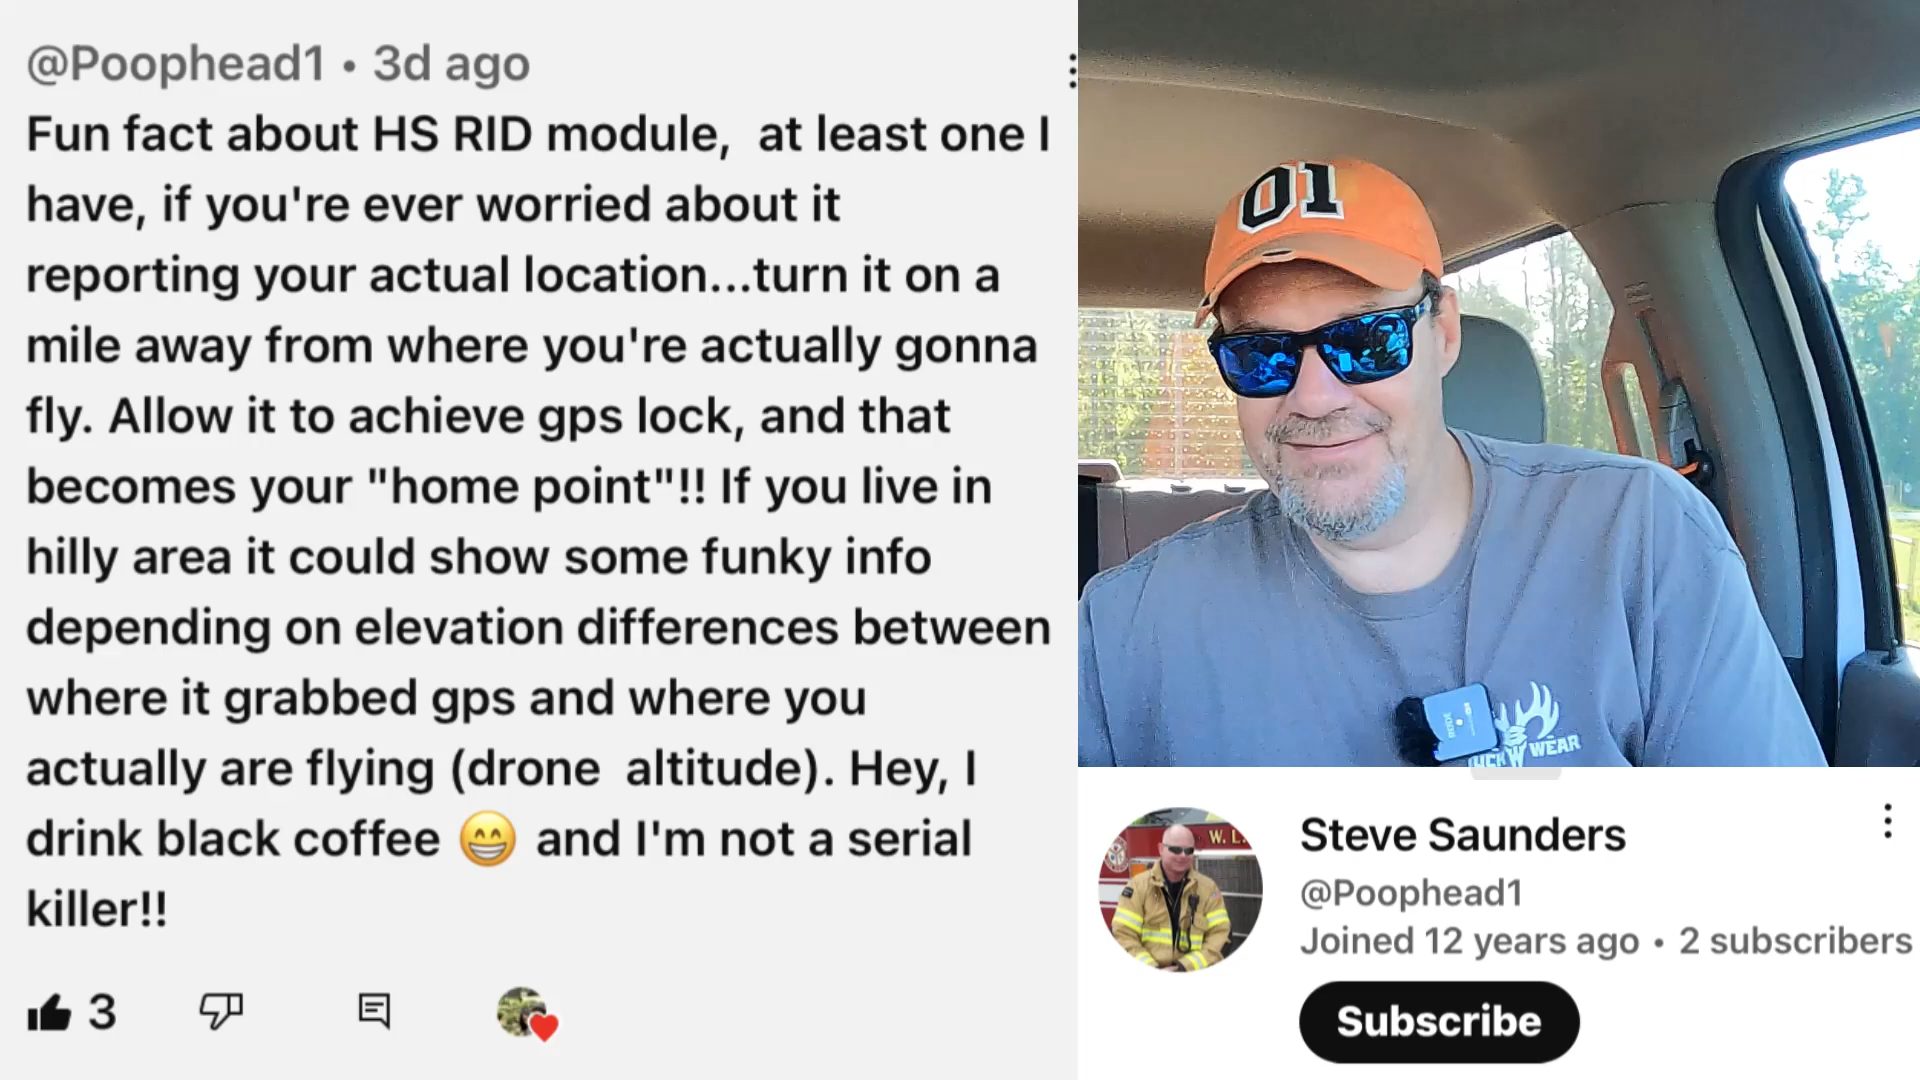 @Poophead1 • 3d ago
Fun fact about HS RID module,  at least one I
have, if you're ever worried about it
reporting your actual location...turn it on a
mile away from where you're actually gonna
fly. Allow it to achieve gps lock, and that
becomes your "home point"!! If you live in
hilly area it could show some funky info
depending on elevation differences between
where it grabbed gps and where you
actually are flying (drone  altitude). Hey, I
drink black coffee 😁 and I'm not a serial
killer!!
3
01
RODE
WEAR
W. L.
Steve Saunders
@Poophead1
Joined 12 years ago • 2 subscribers
Subscribe